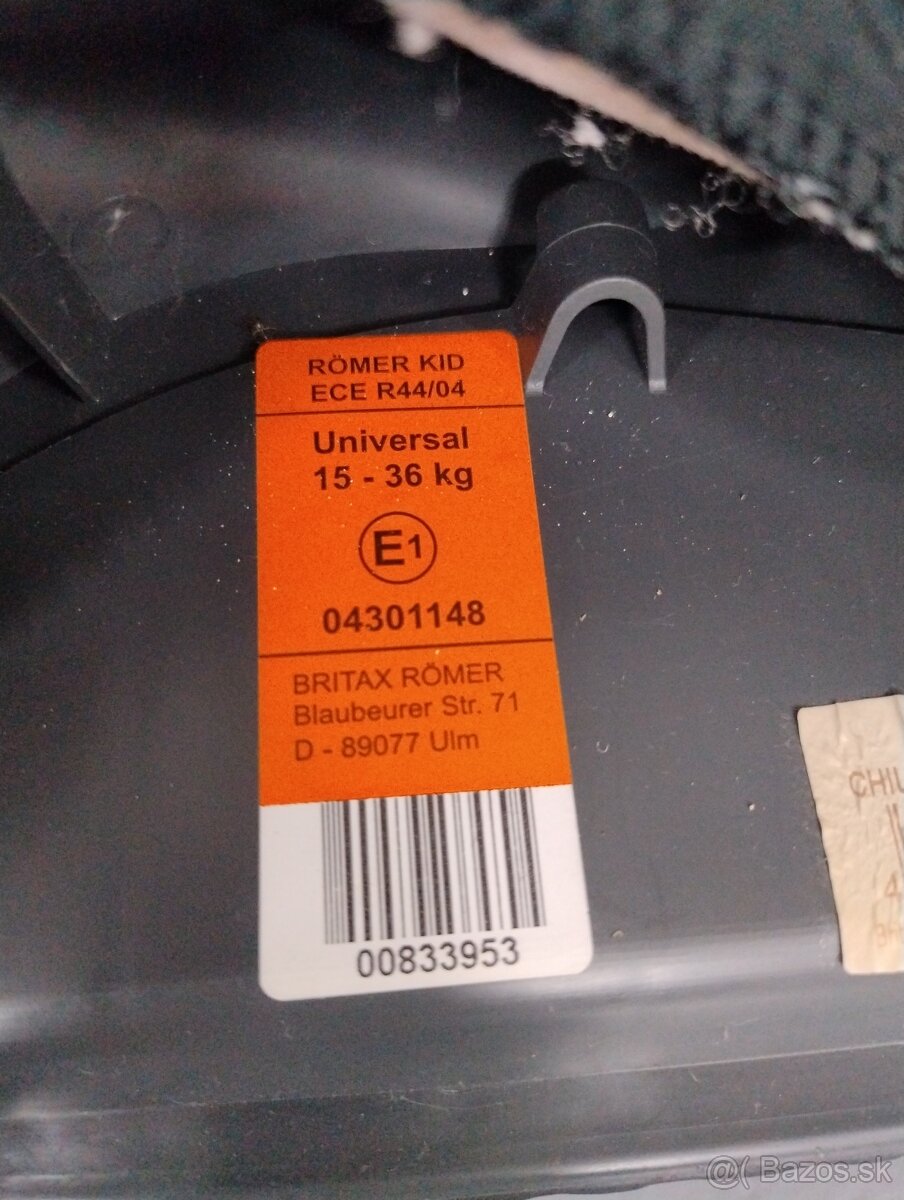 RÖMER KID
ECE R44/04
Universal
15 - 36 kg
E1
04301148
BRITAX RÖMER
Blaubeurer Str. 71
D - 89077 Ulm
00833953
@( Bazos.sk